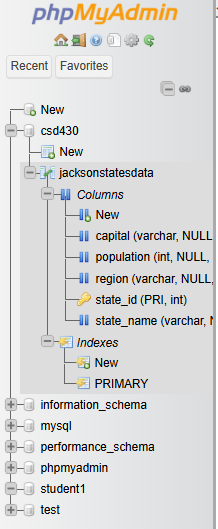 phpMyAdmin
Recent Favorites
New
csd430
New
jacksonstatesdata
Columns
New
capital (varchar, NULL
population (int, NULL,
region (varchar, NULL)
state_id (PRI, int)
state_name (varchar, N
Indexes
New
PRIMARY
information_schema
mysql
performance_schema
phpmyadmin
student1
test